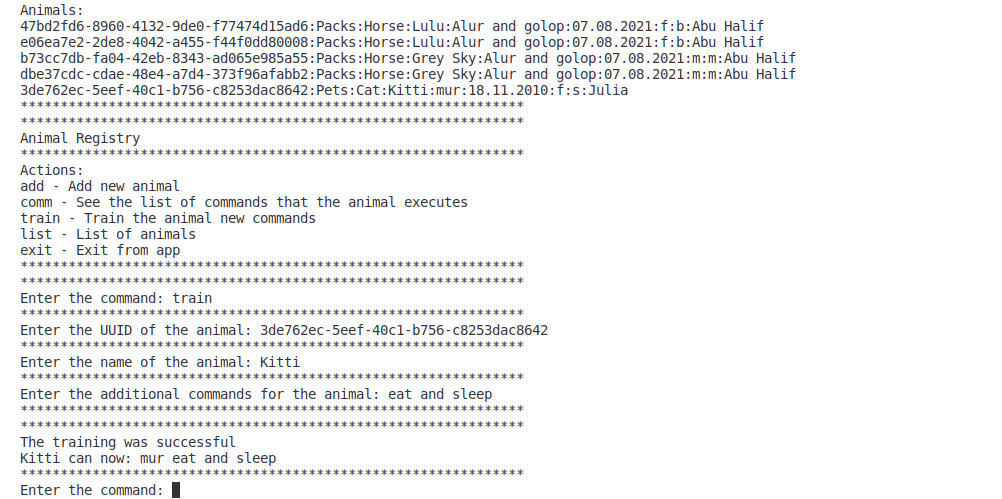 Animals:
47bd2fd6-8960-4132-9de0-f77474d15ad6:Packs:Horse:Lulu:Alur and golop:07.08.2021:f:b:Abu Halif
e06ea7e2-2de8-4042-a455-f44f0dd80008:Packs:Horse:Lulu:Alur and golop:07.08.2021:f:b:Abu Halif
b73cc7db-fa04-42eb-8343-ad065e985a55:Packs:Horse:Grey Sky:Alur and golop:07.08.2021:m:m:Abu Halif
dbe37cdc-cdae-48e4-a7d4-373f96afabb2:Packs:Horse:Grey Sky:Alur and golop:07.08.2021:m:m:Abu Halif
3de762ec-5eef-40c1-b756-c8253dac8642:Pets:Cat:Kitti:mur:18.11.2010:f:s:Julia
***************************************************************
***************************************************************
Animal Registry
***************************************************************
Actions:
add - Add new animal
comm - See the list of commands that the animal executes
train - Train the animal new commands
list - List of animals
exit - Exit from app
***************************************************************
***************************************************************
Enter the command: train
***************************************************************
Enter the UUID of the animal: 3de762ec-5eef-40c1-b756-c8253dac8642
***************************************************************
Enter the name of the animal: Kitti
***************************************************************
Enter the additional commands for the animal: eat and sleep
***************************************************************
***************************************************************
The training was successful
Kitti can now: mur eat and sleep
***************************************************************
Enter the command: